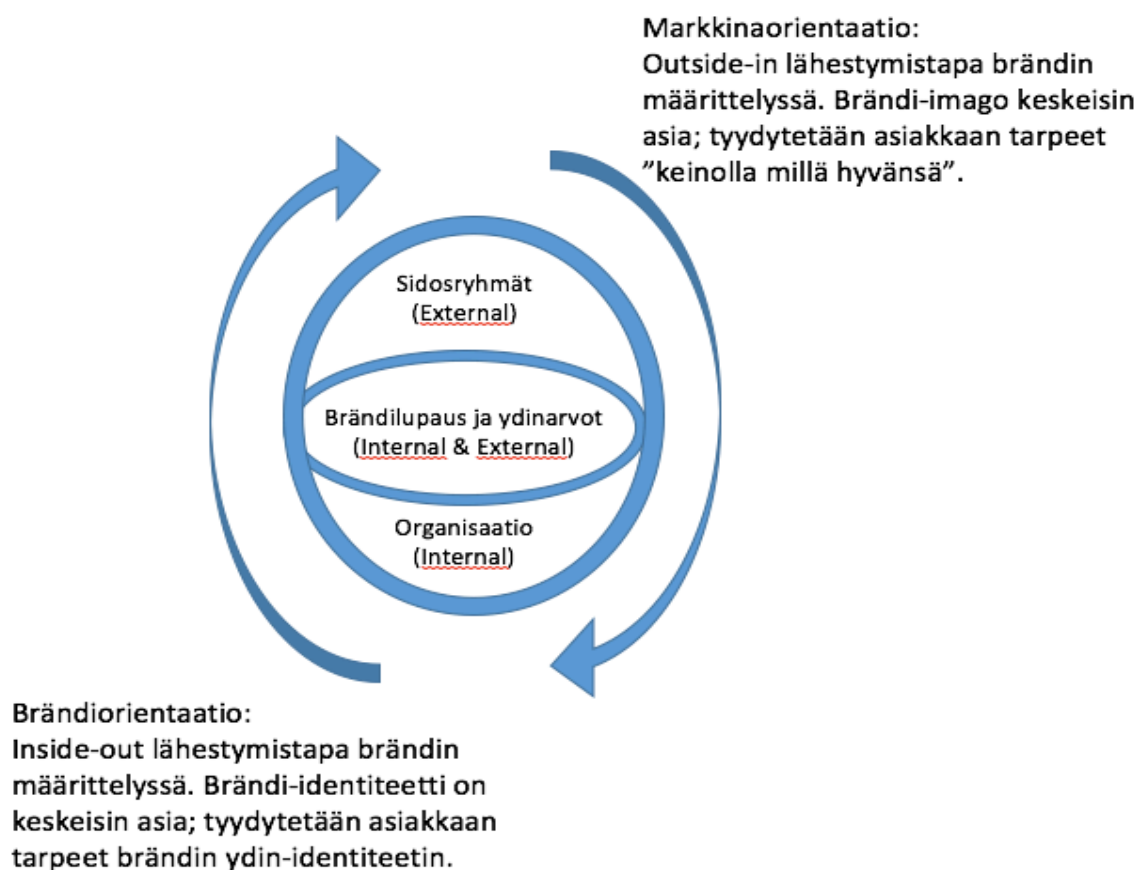 Markkinaorientaatio:
Outside-in lähestymistapa brändin
määrittelyssä. Brändi-imago keskeisin
asia; tyydytetään asiakkaan tarpeet
”keinolla millä hyvänsä”.
Sidosryhmät
(External)
Brändilupaus ja ydinarvot
(Internal & External)
Organisaatio
(Internal)
Brändiorientaatio:
Inside-out lähestymistapa brändin
määrittelyssä. Brändi-identiteetti on
keskeisin asia; tyydytetään asiakkaan
tarpeet brändin ydin-identiteetin.